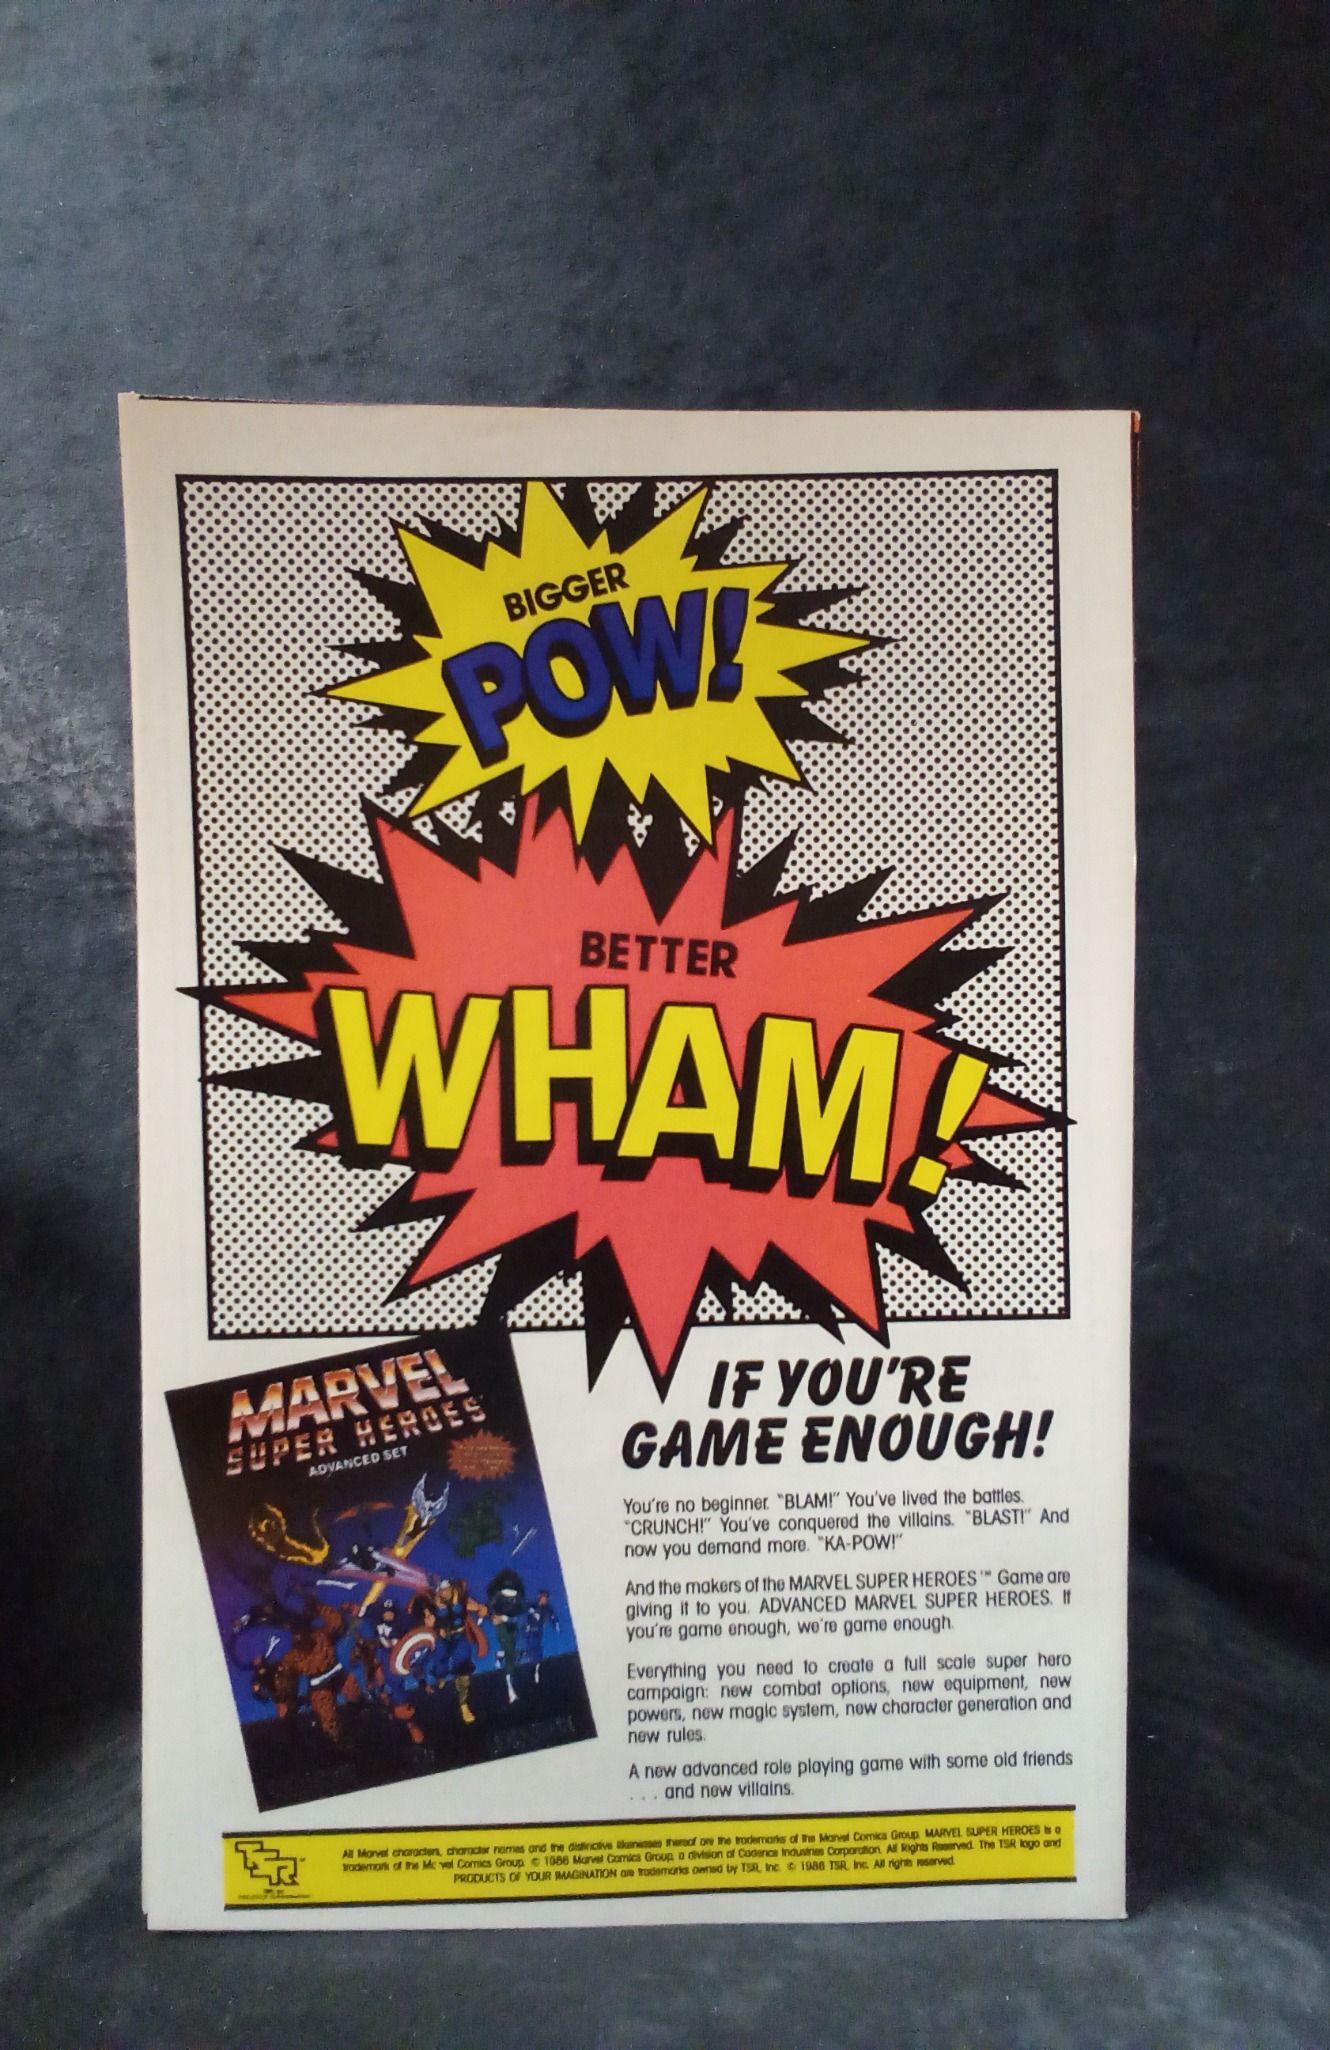 BIGGER
POW!
BETTER
WHAM!
MARVEL
SUPER HEROES
ADVANCED SET
IF YOU'RE
GAME ENOUGH!
You're no beginner. "BLAM!" You've lived the battles.
"CRUNCH!" You've conquered the villains. "BLAST!" And
now you demand more. "KA-POW!"
And the makers of the MARVEL SUPER HEROES™ Game are
giving it to you. ADVANCED MARVEL SUPER HEROES. If
you're game enough, we're game enough.
Everything you need to create a full scale super hero
campaign: new combat options, new equipment, new
powers, new magic system, new character generation and
new rules.
A new advanced role playing game with some old friends
. . . and new villains.
TSR
All Marvel characters, character names and the distinctive likenesses thereof are the trademarks of the Marvel Comics Group. MARVEL SUPER HEROES is a
trademark of the Marvel Comics Group. © 1986 Marvel Comics Group, a division of Cadence Industries Corporation. All Rights Reserved. The TSR logo and
PRODUCTS OF YOUR IMAGINATION are trademarks owned by TSR, Inc. © 1986 TSR, Inc. All rights reserved.